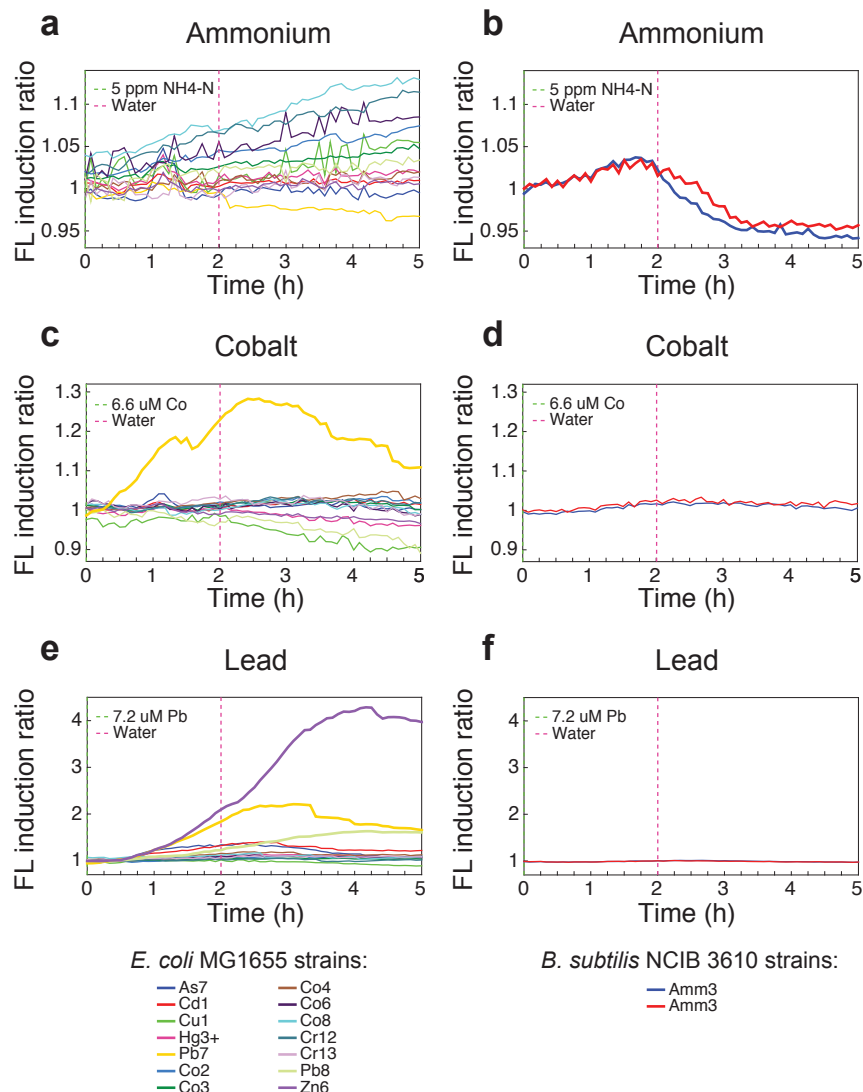 a
Ammonium
FL induction ratio
1.1
1.05
1
0.95
5 ppm NH4-N
Water
0 1 2 3 4 5
Time (h)
b
Ammonium
FL induction ratio
1.1
1.05
1
0.95
5 ppm NH4-N
Water
0 1 2 3 4 5
Time (h)
c
Cobalt
FL induction ratio
1.3
1.2
1.1
1
0.9
6.6 uM Co
Water
0 1 2 3 4 5
Time (h)
d
Cobalt
FL induction ratio
1.3
1.2
1.1
1
0.9
6.6 uM Co
Water
0 1 2 3 4 5
Time (h)
e
Lead
FL induction ratio
4
3
2
1
7.2 uM Pb
Water
0 1 2 3 4 5
Time (h)
f
Lead
FL induction ratio
4
3
2
1
7.2 uM Pb
Water
0 1 2 3 4 5
Time (h)
E. coli MG1655 strains:
As7
Cd1
Cu1
Hg3+
Pb7
Co2
Co3
Co4
Co6
Co8
Cr12
Cr13
Pb8
Zn6
B. subtilis NCIB 3610 strains:
Amm3
Amm3